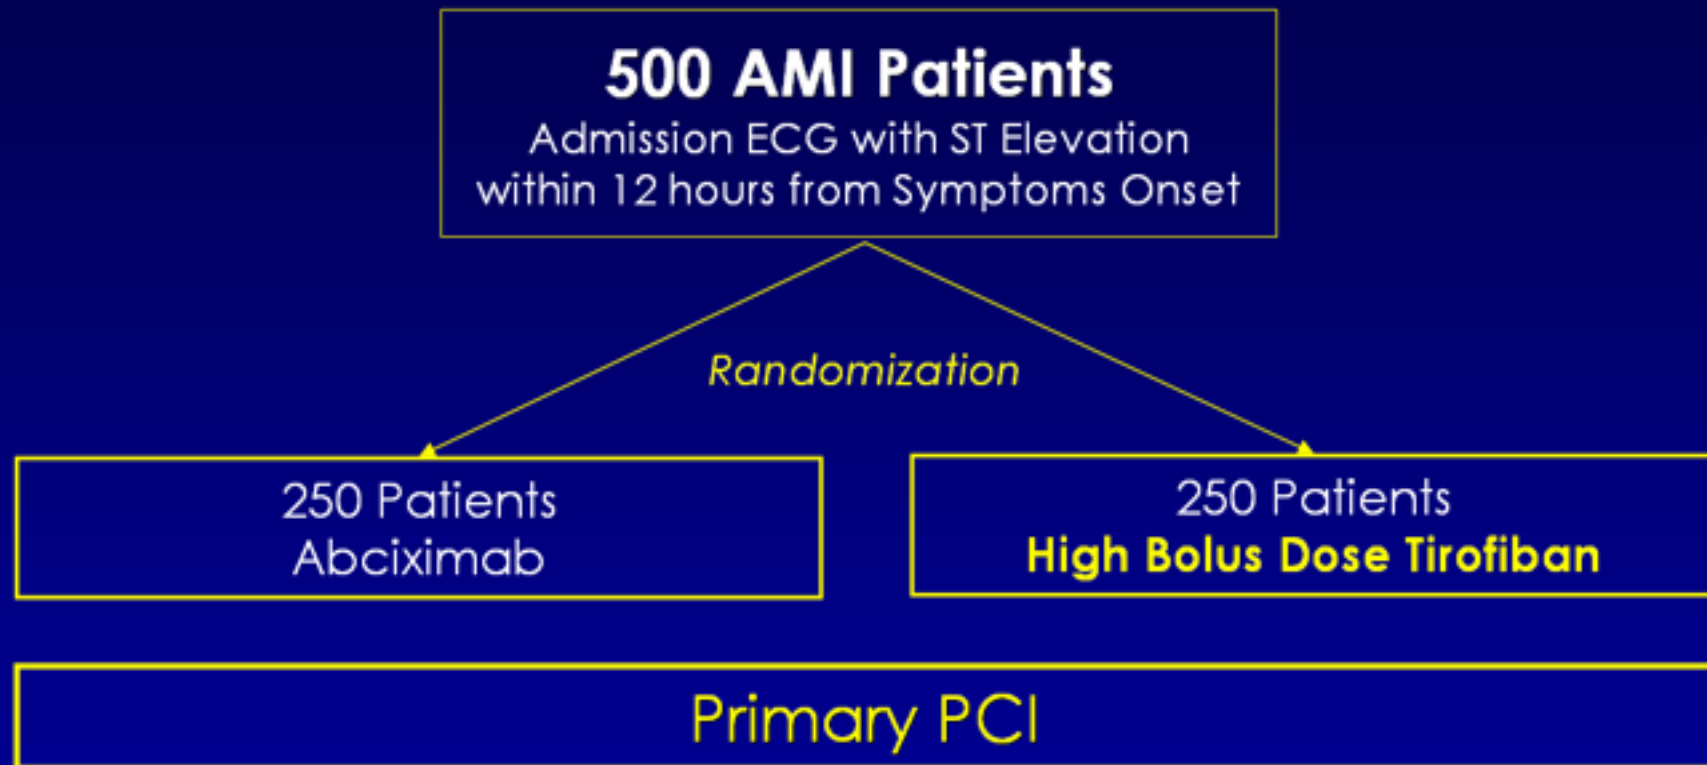 500 AMI Patients
Admission ECG with ST Elevation
within 12 hours from Symptoms Onset
Randomization
250 Patients
Abciximab
250 Patients
High Bolus Dose Tirofiban
Primary PCI